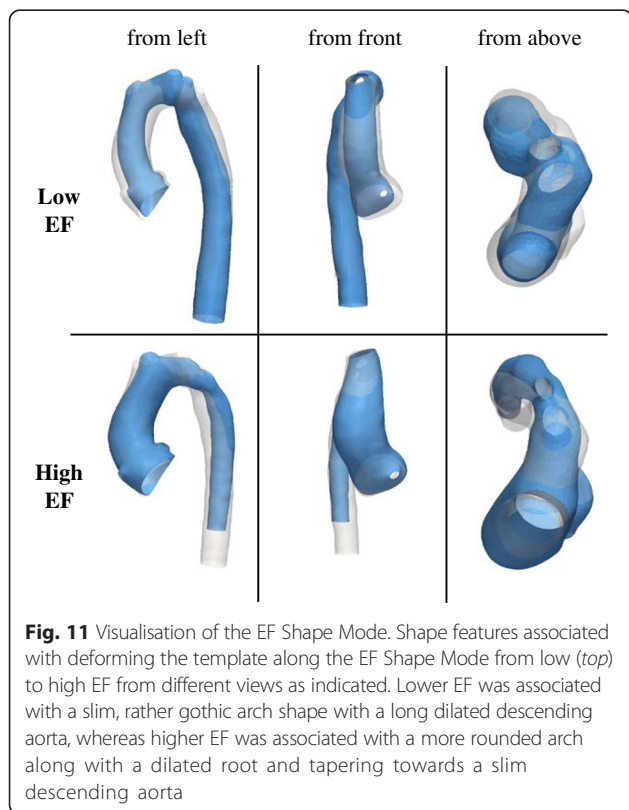 from left from front from above
Low
EF
High
EF
Fig. 11 Visualisation of the EF Shape Mode. Shape features associated
with deforming the template along the EF Shape Mode from low (top)
to high EF from different views as indicated. Lower EF was associated
with a slim, rather gothic arch shape with a long dilated descending
aorta, whereas higher EF was associated with a more rounded arch
along with a dilated root and tapering towards a slim
descending aorta